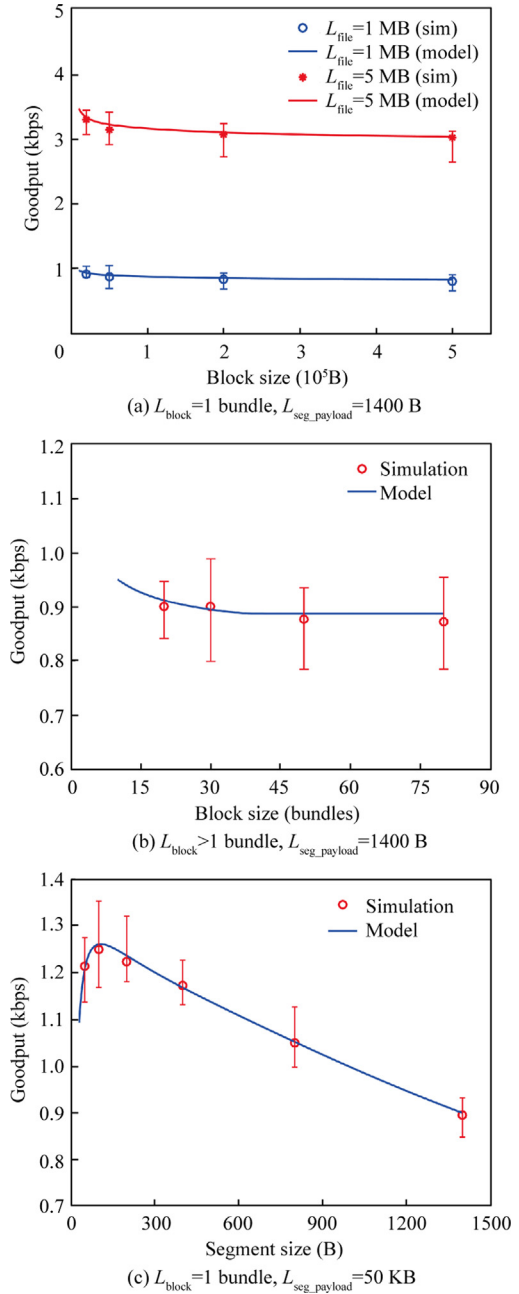 5
4
3
2
1
0
1
2
3
4
5
Goodput (kbps)
Block size (10⁵B)
L_file=1 MB (sim)
L_file=1 MB (model)
L_file=5 MB (sim)
L_file=5 MB (model)
(a) L_block=1 bundle, L_seg_payload=1400 B
1.2
1.1
1.0
0.9
0.8
0.7
0.6
0
15
30
45
60
75
90
Goodput (kbps)
Block size (bundles)
Simulation
Model
(b) L_block>1 bundle, L_seg_payload=1400 B
1.4
1.3
1.2
1.1
1.0
0.9
0.8
0.7
0
300
600
900
1200
1500
Goodput (kbps)
Segment size (B)
Simulation
Model
(c) L_block=1 bundle, L_seg_payload=50 KB